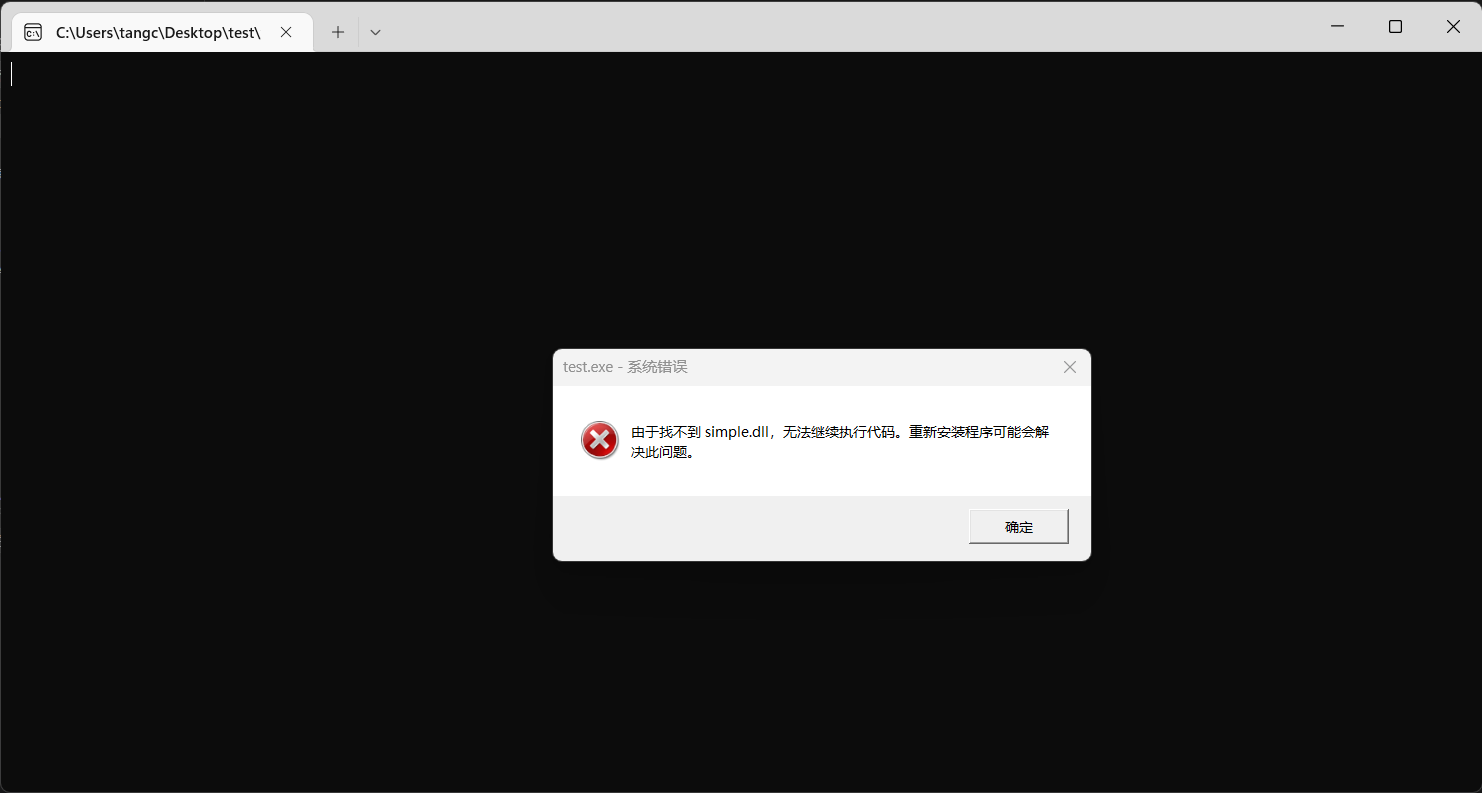 C:\Users\tangc\Desktop\test\
test.exe - 系统错误
由于找不到 simple.dll，无法继续执行代码。重新安装程序可能会解
决此问题。
确定